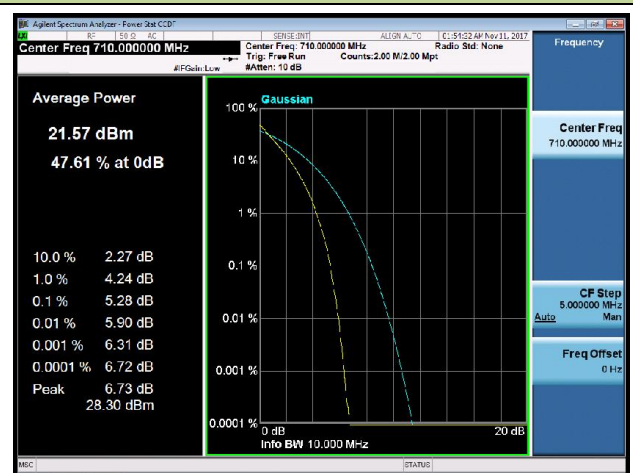 Agilent Spectrum Analyzer - Power Stat CCDF
RF 50 Ω AC SENSE:INT ALIGN AUTO 01:54:52 AM Nov 11, 2017
Center Freq 710.000000 MHz
Center Freq: 710.000000 MHz Radio Std: None
Trig: Free Run Counts:2.00 M/2.00 Mpt
#IFGain:Low #Atten: 10 dB
Frequency
Average Power
21.57 dBm
47.61 % at 0dB
10.0 % 2.27 dB
1.0 % 4.24 dB
0.1 % 5.28 dB
0.01 % 5.90 dB
0.001 % 6.31 dB
0.0001 % 6.72 dB
Peak 6.73 dB
28.30 dBm
Gaussian
100 %
10 %
1 %
0.1 %
0.01 %
0.001 %
0.0001 %
0 dB 20 dB
Info BW 10.000 MHz
Center Freq
710.000000 MHz
CF Step
5.000000 MHz
Auto Man
Freq Offset
0 Hz
MSG STATUS